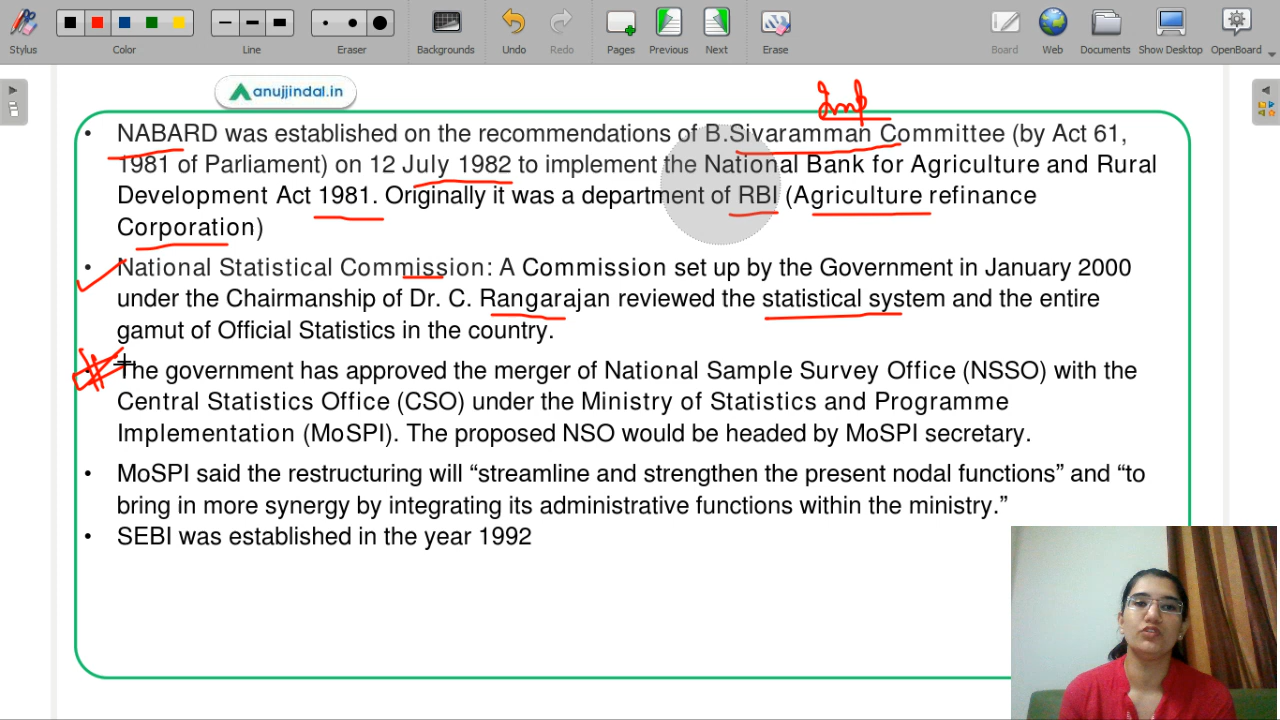 Stylus
Color
Line
Eraser
Backgrounds
Undo
Redo
Pages
Previous
Next
Erase
Board
Web
Documents
Show Desktop
OpenBoard
anujjindal.in
Imp
• NABARD was established on the recommendations of B.Sivaramman Committee (by Act 61,
1981 of Parliament) on 12 July 1982 to implement the National Bank for Agriculture and Rural
Development Act 1981. Originally it was a department of RBI (Agriculture refinance
Corporation)
• National Statistical Commission: A Commission set up by the Government in January 2000
under the Chairmanship of Dr. C. Rangarajan reviewed the statistical system and the entire
gamut of Official Statistics in the country.
• The government has approved the merger of National Sample Survey Office (NSSO) with the
Central Statistics Office (CSO) under the Ministry of Statistics and Programme
Implementation (MoSPI). The proposed NSO would be headed by MoSPI secretary.
• MoSPI said the restructuring will “streamline and strengthen the present nodal functions” and “to
bring in more synergy by integrating its administrative functions within the ministry.”
• SEBI was established in the year 1992